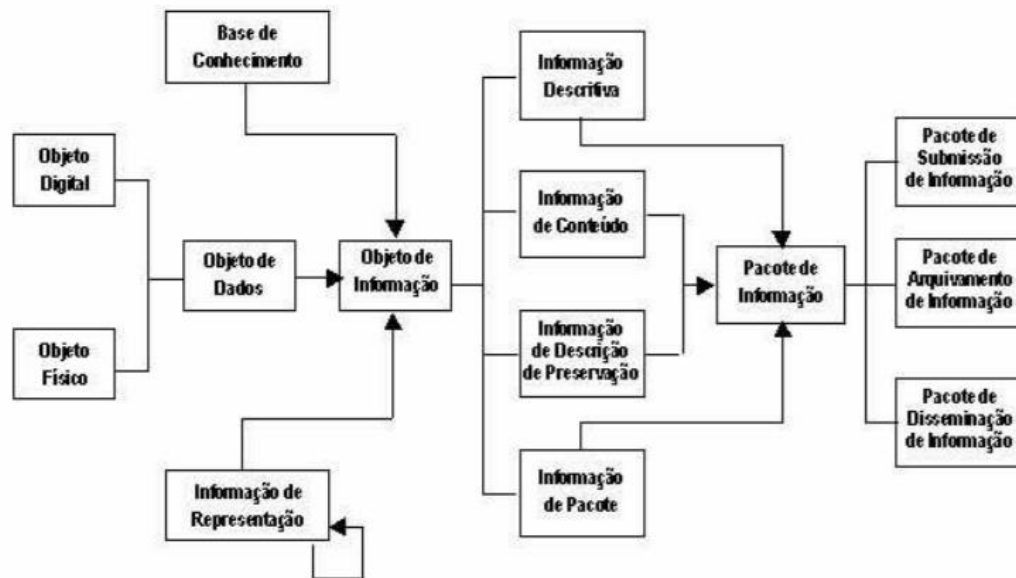 Base de
Conhecimento
Informação
Descritiva
Objeto
Digital
Pacote de
Submissão
de Informação
Informação
de Conteúdo
Objeto de
Dados
Objeto de
Informação
Pacote de
Informação
Pacote de
Arquivamento
de Informação
Objeto
Físico
Informação
de Descrição
de Preservação
Pacote de
Disseminação
de Informação
Informação de
Representação
Informação
de Pacote